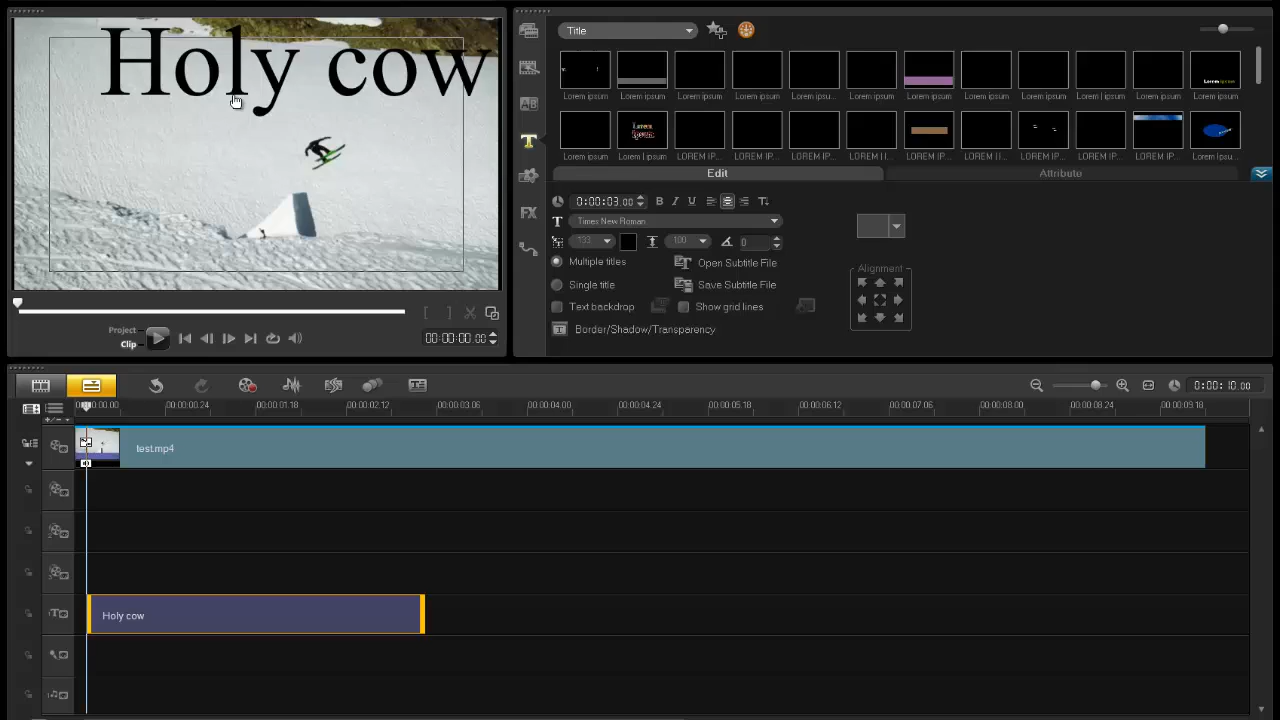 Holy cow
Project
Clip
00:00:00.00
Title
Lorem ipsum
Lorem ipsum
Lorem ipsum
Lorem ipsum
Lorem ipsu...
Lorem ipsum
Lorem ipsum
Lorem ipsum
Lorem ipsum
Lorem | ipsum
Lorem ipsum
Lorem ipsum
Lorem ipsum
Lorem | ipsum
LOREM IP...
LOREM IP...
LOREM IP...
LOREM I I...
LOREM IP...
LOREM I I...
LOREM IP...
LOREM IP...
LOREM IP...
Lorem ipsu...
AB
T
FX
Edit
Attribute
0:00:03.00
B
I
U
T
T
Times New Roman
133
100
0
Multiple titles
Open Subtitle File
Single title
Save Subtitle File
Text backdrop
Show grid lines
Border/Shadow/Transparency
Alignment
0:00:10.00
00:00:00.24
00:00:01.18
00:00:02.12
00:00:03.06
00:00:04.00
00:00:04.24
00:00:05.18
00:00:06.12
00:00:07.06
00:00:08.00
00:00:08.24
00:00:09.18
test.mp4
Holy cow